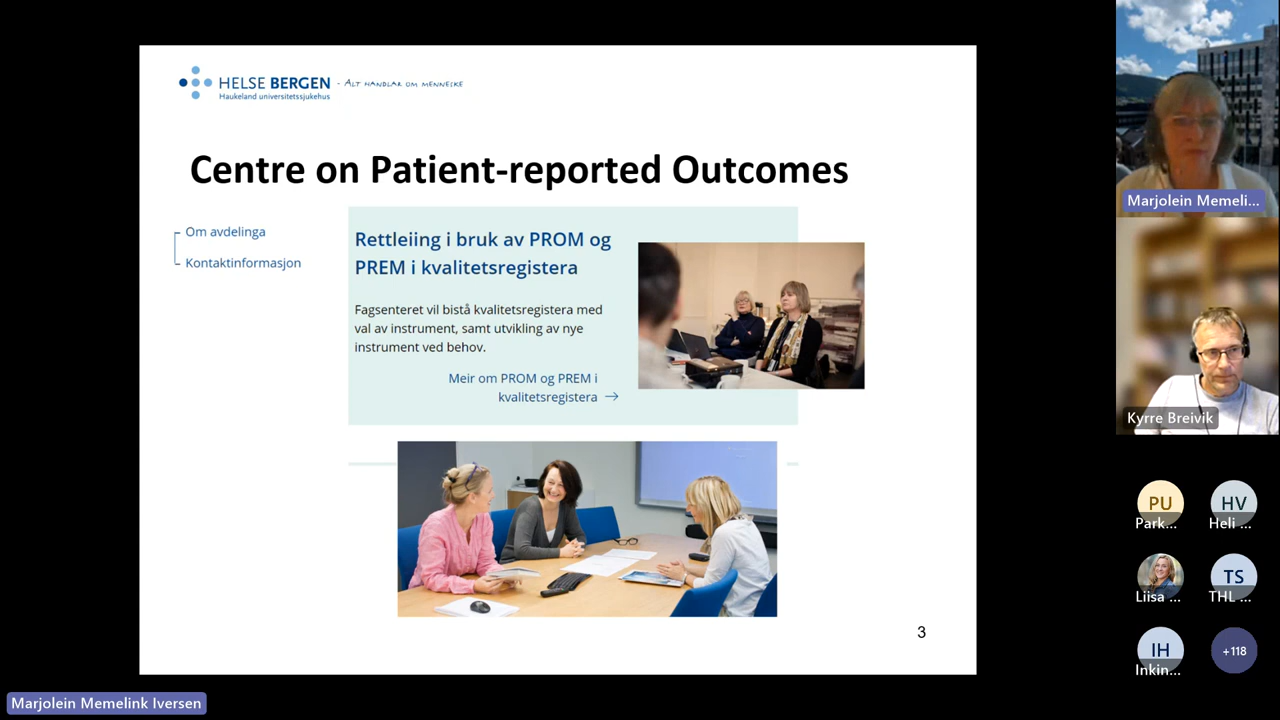 HELSE BERGEN - ALT HANDLAR OM MENNESKE
Haukeland universitetssjukehus
Centre on Patient-reported Outcomes
Om avdelinga
Kontaktinformasjon
Rettleiing i bruk av PROM og
PREM i kvalitetsregistera
Fagsenteret vil bistå kvalitetsregistera med
val av instrument, samt utvikling av nye
instrument ved behov.
Meir om PROM og PREM i
kvalitetsregistera →
3
Marjolein Memeli...
Kyrre Breivik
PU
Park...
HV
Heli ...
Liisa ...
TS
THL ...
IH
Inkin...
+118
Marjolein Memelink Iversen